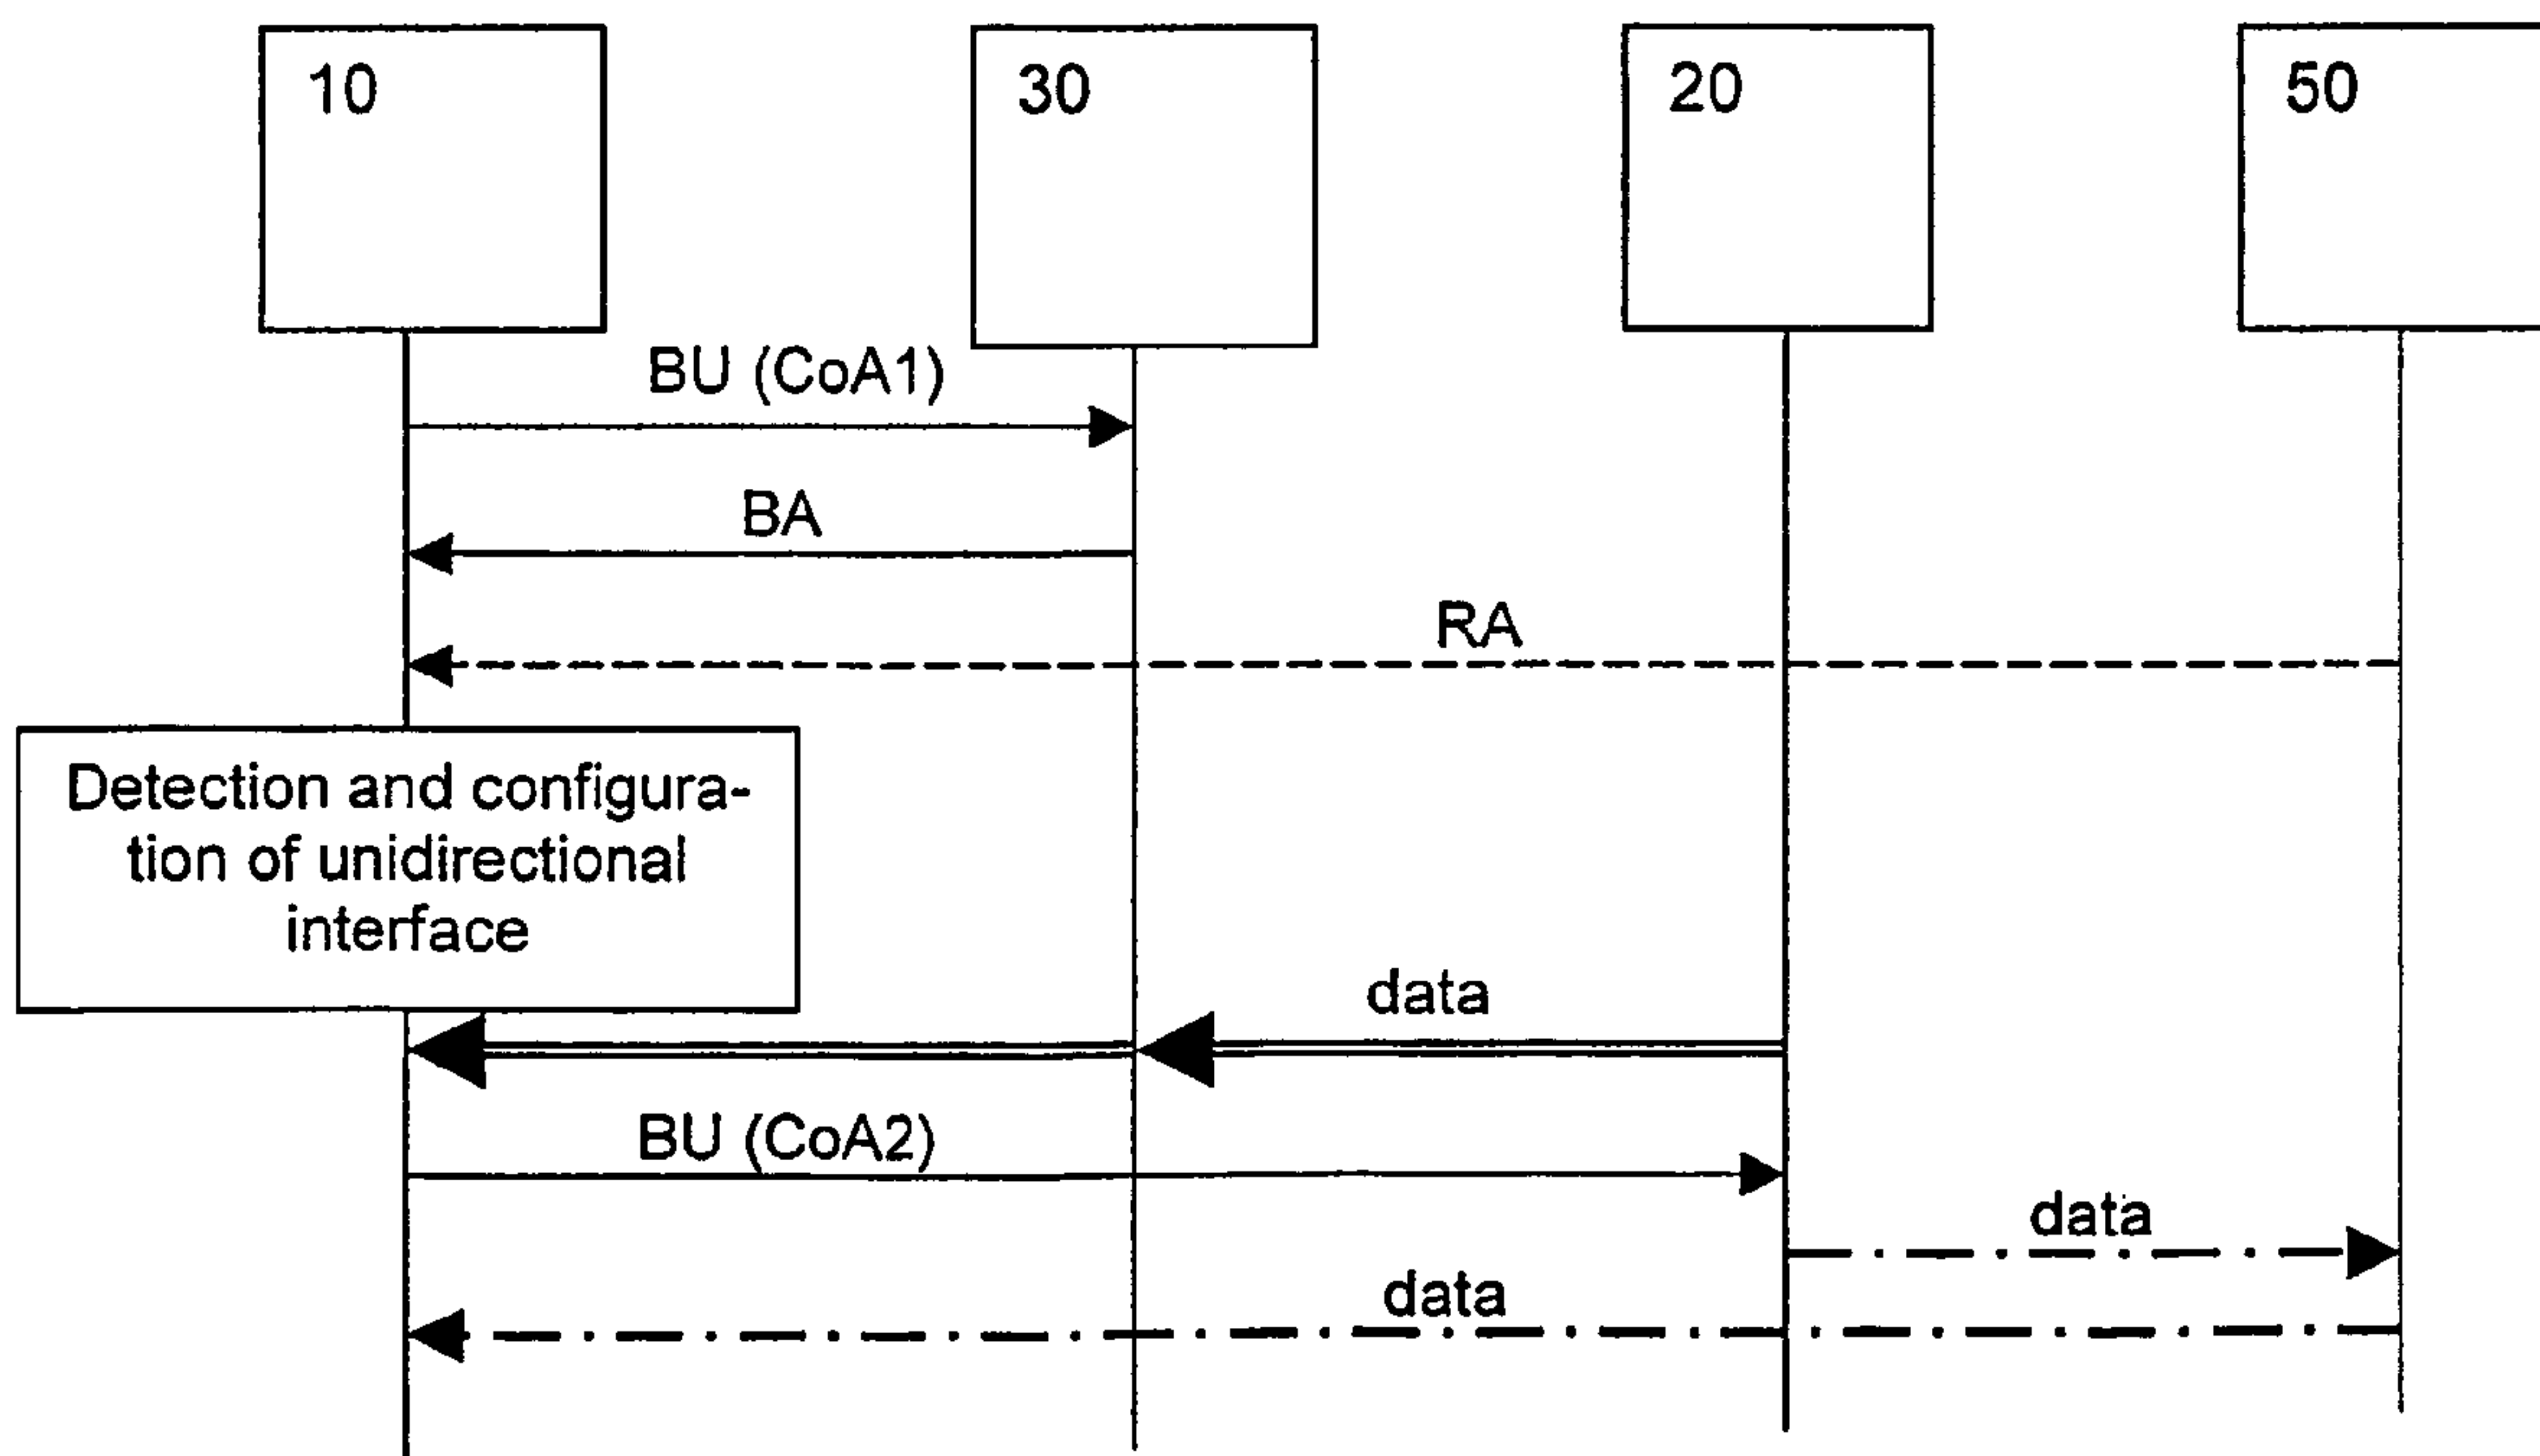 10
30
20
50
BU (CoA1)
BA
RA
Detection and configura-
tion of unidirectional
interface
data
BU (CoA2)
data
data